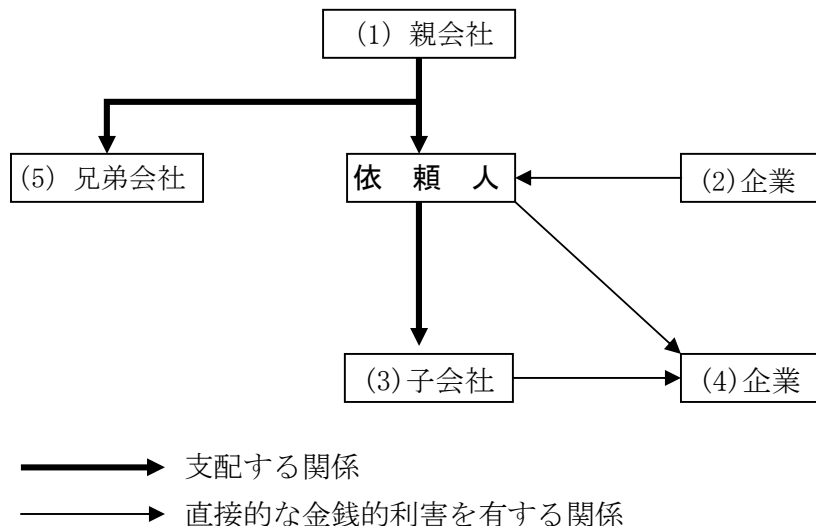 (1) 親会社
(5) 兄弟会社
依 頼 人
(2)企業
(3)子会社
(4)企業
支配する関係
直接的な金銭的利害を有する関係